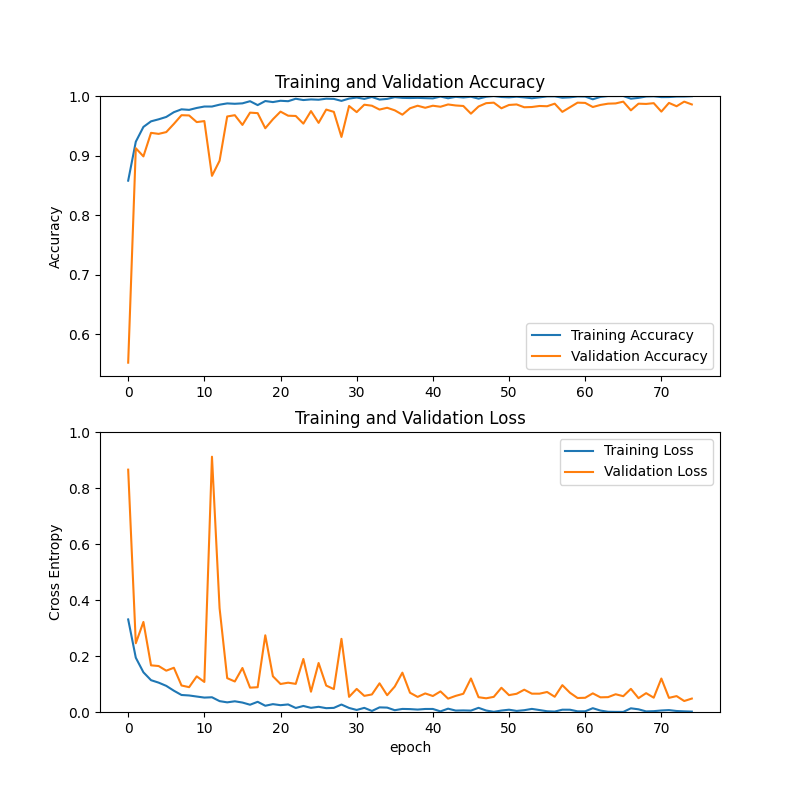 Training and Validation Accuracy
1.0
0.9
0.8
0.7
0.6
Accuracy
Training Accuracy
Validation Accuracy
0 10 20 30 40 50 60 70
Training and Validation Loss
1.0
0.8
0.6
0.4
0.2
0.0
Cross Entropy
Training Loss
Validation Loss
0 10 20 30 40 50 60 70
epoch